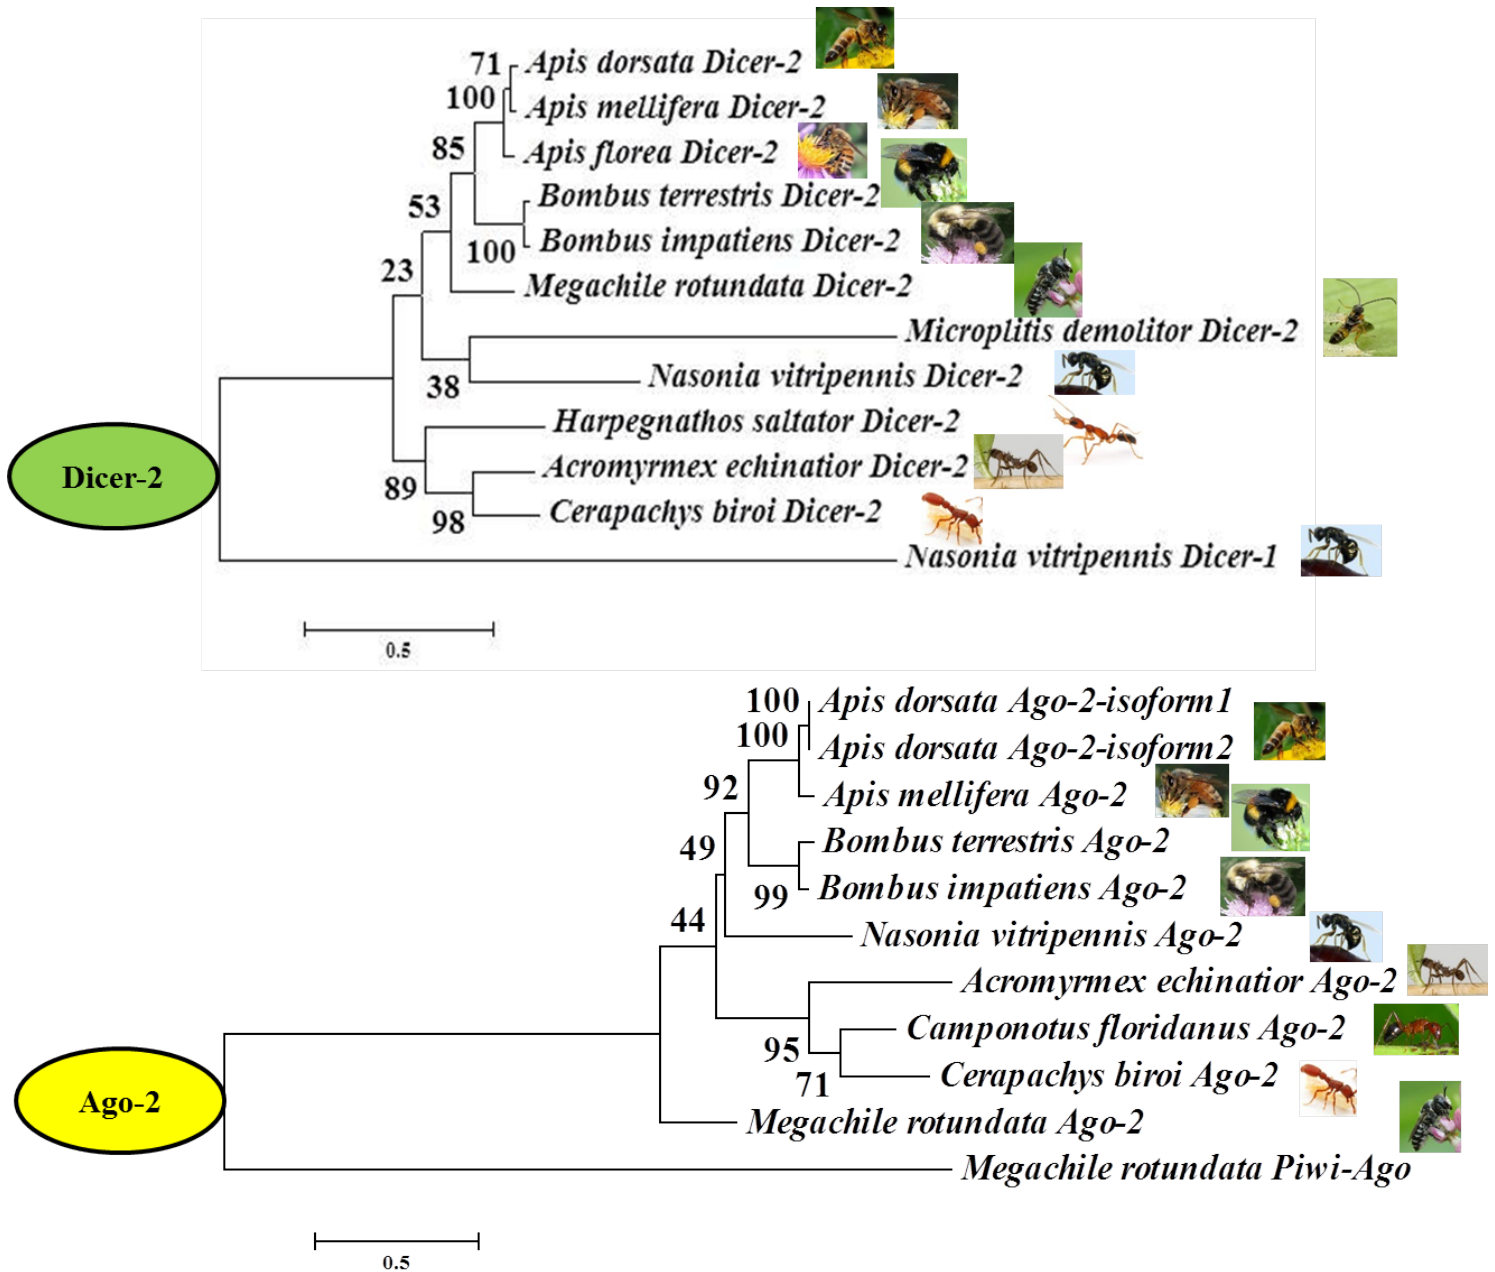 71
Apis dorsata Dicer-2
100
Apis mellifera Dicer-2
85
Apis florea Dicer-2
53
Bombus terrestris Dicer-2
100
Bombus impatiens Dicer-2
23
Megachile rotundata Dicer-2
Microplitis demolitor Dicer-2
38
Nasonia vitripennis Dicer-2
Harpegnathos saltator Dicer-2
Dicer-2
Acromyrmex echinatior Dicer-2
89
98
Cerapachys biroi Dicer-2
Nasonia vitripennis Dicer-1
0.5
100
Apis dorsata Ago-2-isoform1
100
Apis dorsata Ago-2-isoform2
92
Apis mellifera Ago-2
49
Bombus terrestris Ago-2
99
Bombus impatiens Ago-2
44
Nasonia vitripennis Ago-2
Acromyrmex echinatior Ago-2
Camponotus floridanus Ago-2
95
71
Cerapachys biroi Ago-2
Ago-2
Megachile rotundata Ago-2
Megachile rotundata Piwi-Ago
0.5